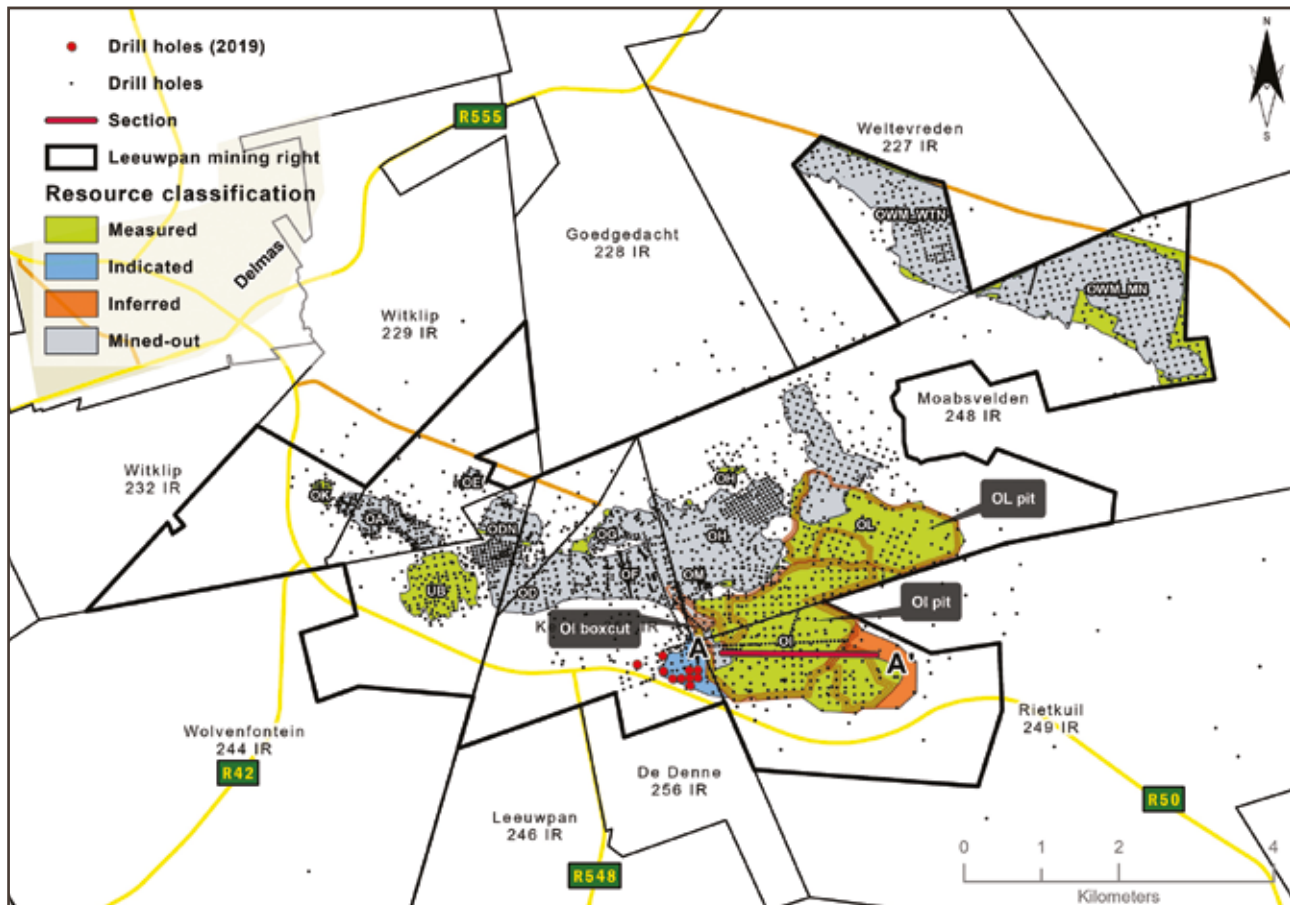 Drill holes (2019)
Drill holes
Section
Leeuwpan mining right
Resource classification
Measured
Indicated
Inferred
Mined-out
N
S
R555
Delmas
Weltevreden
227 IR
OWM_WTN
Goedgedacht
228 IR
OWM_MN
Witklip
229 IR
Moabsvelden
248 IR
Witklip
232 IR
OK
OE
OH
OL pit
OL
ODN
OG
OH
UB
OD
OF
OM
OI pit
OI boxcut
IR
OI
A
A'
Wolvenfontein
244 IR
Rietkuil
249 IR
R42
De Denne
256 IR
R50
Leeuwpan
246 IR
R548
0 1 2 4
Kilometers